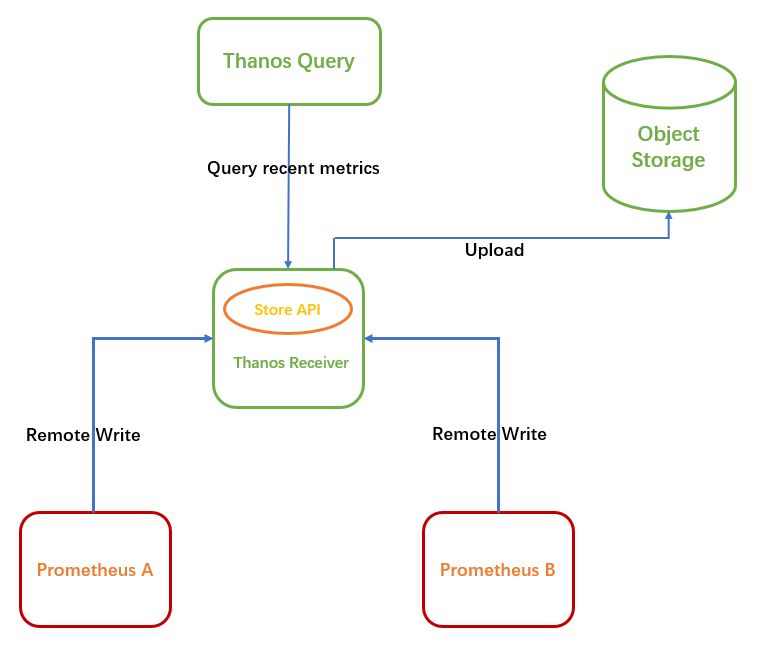 Thanos Query
Object
Storage
Query recent metrics
Upload
Store API
Thanos Receiver
Remote Write
Remote Write
Prometheus A
Prometheus B